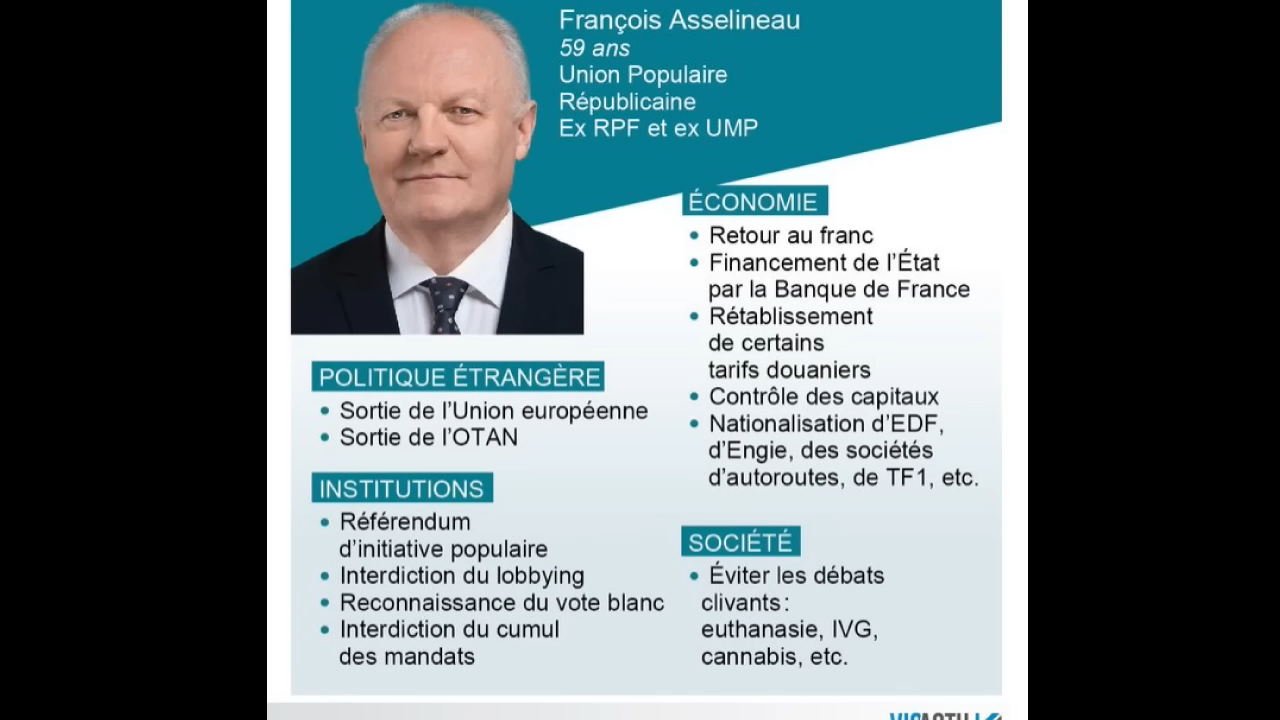 François Asselineau
59 ans
Union Populaire
Républicaine
Ex RPF et ex UMP
POLITIQUE ÉTRANGÈRE
• Sortie de l’Union européenne
• Sortie de l’OTAN
INSTITUTIONS
• Référendum
d’initiative populaire
• Interdiction du lobbying
• Reconnaissance du vote blanc
• Interdiction du cumul
des mandats
ÉCONOMIE
• Retour au franc
• Financement de l’État
par la Banque de France
• Rétablissement
de certains
tarifs douaniers
• Contrôle des capitaux
• Nationalisation d’EDF,
d’Engie, des sociétés
d’autoroutes, de TF1, etc.
SOCIÉTÉ
• Éviter les débats
clivants :
euthanasie, IVG,
cannabis, etc.